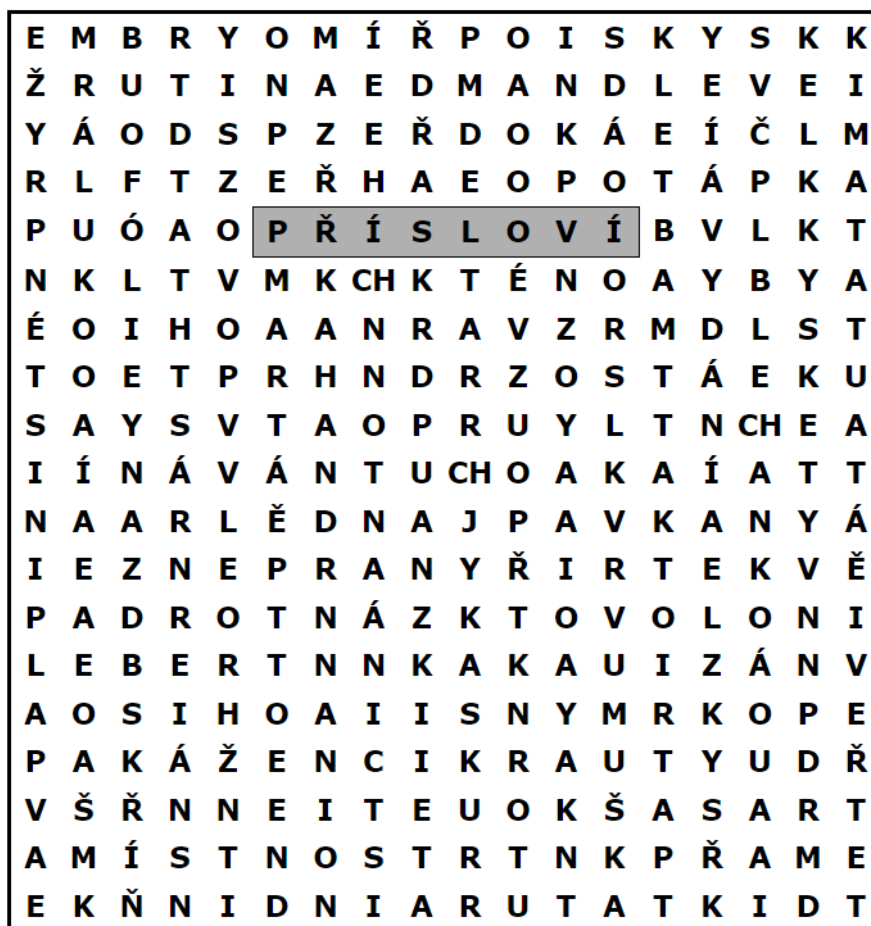 E M B R Y O M Í Ř P O I S K Y S K K
Ž R U T I N A E D M A N D L E V E I
Y Á O D S P Z E Ř D O K Á E Í Č L M
R L F T Z E Ř H A E O P O T Á P K A
P U Ó A O P Ř Í S L O V Í B V L K T
N K L T V M K CH K T É N O A Y B Y A
É O I H O A A N R A V Z R M D L S T
T O E T P R H N D R Z O S T Á E K U
S A Y S V T A O P R U Y L T N CH E A
I Í N Á V Á N T U CH O A K A Í A T T
N A A R L Ě D N A J P A V K A N Y Á
I E Z N E P R A N Y Ř I R T E K V Ě
P A D R O T N Á Z K T O V O L O N I
L E B E R T N N K A K A U I Z Á N V
A O S I H O A I I S N Y M R K O P E
P A K Á Ž E N C I K R A U T Y U D Ř
V Š Ř N N E I T E U O K Š A S A R T
A M Í S T N O S T R T N K P Ř A M E
E K Ň N I D N I A R U T A T K I D T